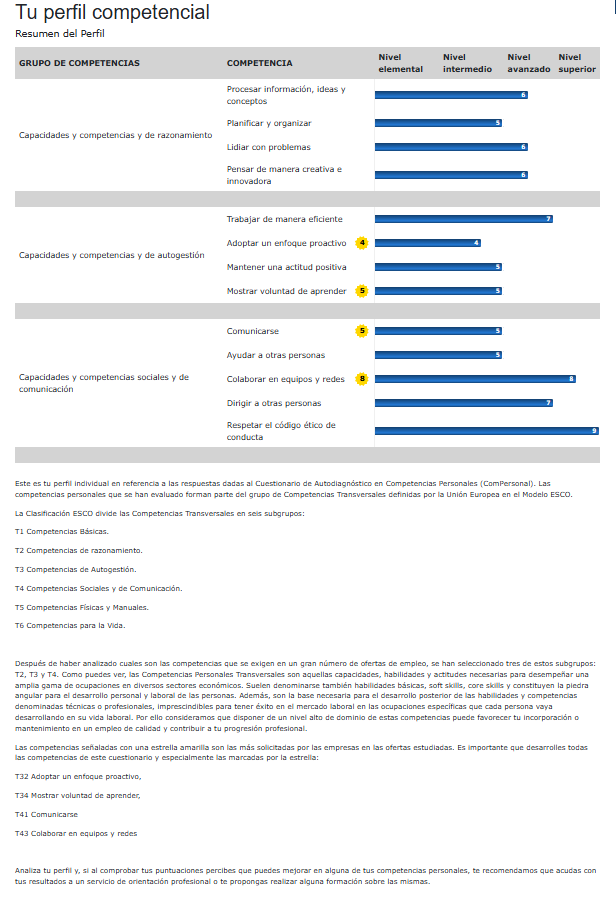 Tu perfil competencial
Resumen del Perfil
GRUPO DE COMPETENCIAS COMPETENCIA Nivel elemental Nivel intermedio Nivel avanzado Nivel superior
Capacidades y competencias y de razonamiento
Procesar información, ideas y
conceptos 6
Planificar y organizar 5
Lidiar con problemas 6
Pensar de manera creativa e
innovadora 6
Capacidades y competencias y de autogestión
Trabajar de manera eficiente 7
Adoptar un enfoque proactivo 4 4
Mantener una actitud positiva 5
Mostrar voluntad de aprender 5 5
Capacidades y competencias sociales y de
comunicación
Comunicarse 5 5
Ayudar a otras personas 5
Colaborar en equipos y redes 8 8
Dirigir a otras personas 7
Respetar el código ético de
conducta 9
Este es tu perfil individual en referencia a las respuestas dadas al Cuestionario de Autodiagnóstico en Competencias Personales (ComPersonal). Las
competencias personales que se han evaluado forman parte del grupo de Competencias Transversales definidas por la Unión Europea en el Modelo ESCO.
La Clasificación ESCO divide las Competencias Transversales en seis subgrupos:
T1 Competencias Básicas.
T2 Competencias de razonamiento.
T3 Competencias de Autogestión.
T4 Competencias Sociales y de Comunicación.
T5 Competencias Físicas y Manuales.
T6 Competencias para la Vida.
Después de haber analizado cuales son las competencias que se exigen en un gran número de ofertas de empleo, se han seleccionado tres de estos subgrupos:
T2, T3 y T4. Como puedes ver, las Competencias Personales Transversales son aquellas capacidades, habilidades y actitudes necesarias para desempeñar una
amplia gama de ocupaciones en diversos sectores económicos. Suelen denominarse también habilidades básicas, soft skills, core skills y constituyen la piedra
angular para el desarrollo personal y laboral de las personas. Además, son la base necesaria para el desarrollo posterior de las habilidades y competencias
denominadas técnicas o profesionales, imprescindibles para tener éxito en el mercado laboral en las ocupaciones específicas que cada persona vaya
desarrollando en su vida laboral. Por ello consideramos que disponer de un nivel alto de dominio de estas competencias puede favorecer tu incorporación o
mantenimiento en un empleo de calidad y contribuir a tu progresión profesional.
Las competencias señaladas con una estrella amarilla son las más solicitadas por las empresas en las ofertas estudiadas. Es importante que desarrolles todas
las competencias de este cuestionario y especialmente las marcadas por la estrella:
T32 Adoptar un enfoque proactivo,
T34 Mostrar voluntad de aprender,
T41 Comunicarse
T43 Colaborar en equipos y redes
Analiza tu perfil y, si al comprobar tus puntuaciones percibes que puedes mejorar en alguna de tus competencias personales, te recomendamos que acudas con
tus resultados a un servicio de orientación profesional o te propongas realizar alguna formación sobre las mismas.